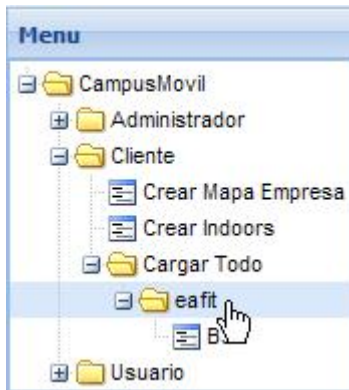 Menu
CampusMovil
Administrador
Cliente
Crear Mapa Empresa
Crear Indoors
Cargar Todo
eafit
Usuario